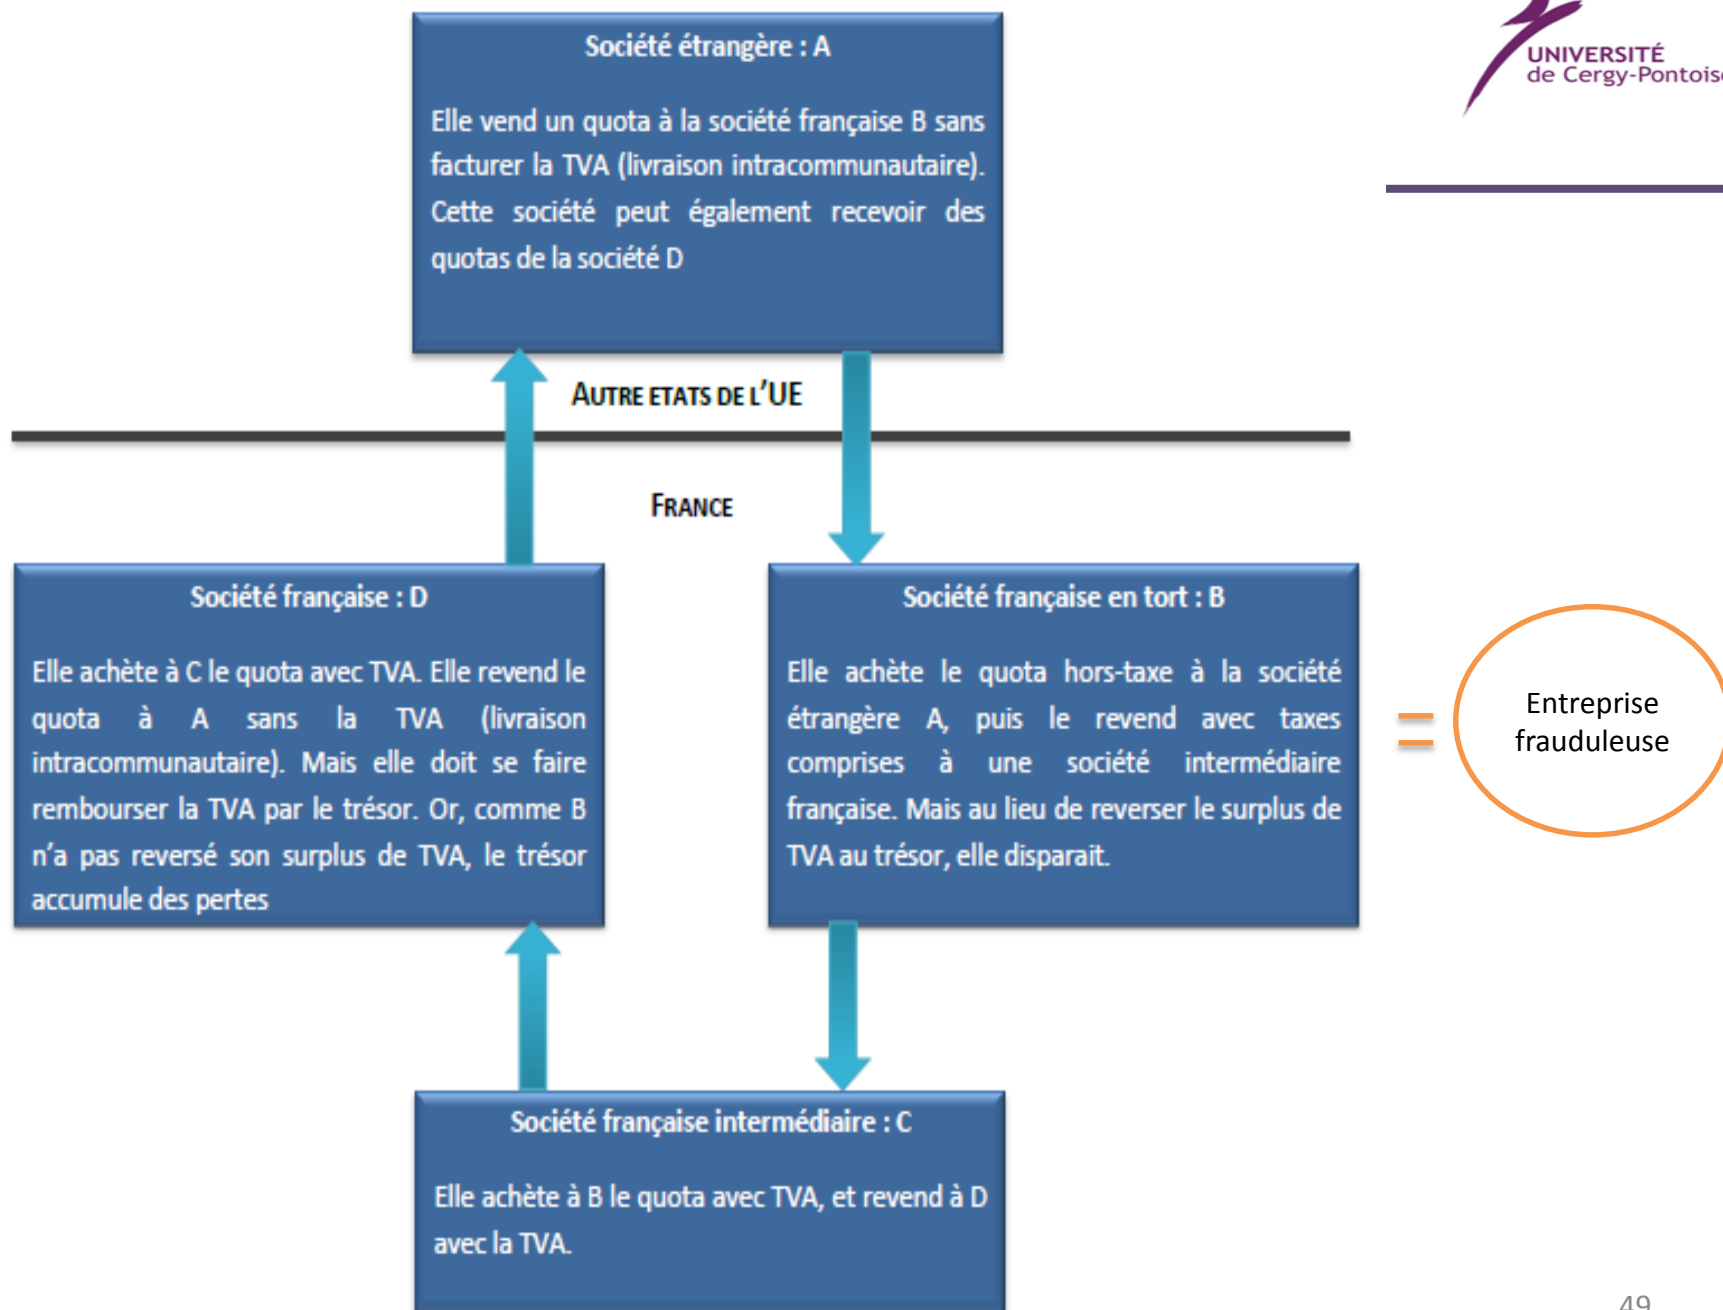 Société étrangère : A
Elle vend un quota à la société française B sans
facturer la TVA (livraison intracommunautaire).
Cette société peut également recevoir des
quotas de la société D
UNIVERSITÉ
de Cergy-Pontoise
AUTRE ETATS DE L'UE
FRANCE
Société française : D
Elle achète à C le quota avec TVA. Elle revend le
quota à A sans la TVA (livraison
intracommunautaire). Mais elle doit se faire
rembourser la TVA par le trésor. Or, comme B
n'a pas reversé son surplus de TVA, le trésor
accumule des pertes
Société française en tort : B
Elle achète le quota hors-taxe à la société
étrangère A, puis le revend avec taxes
comprises à une société intermédiaire
française. Mais au lieu de reverser le surplus de
TVA au trésor, elle disparait.
=
Entreprise
frauduleuse
Société française intermédiaire : C
Elle achète à B le quota avec TVA, et revend à D
avec la TVA.
49